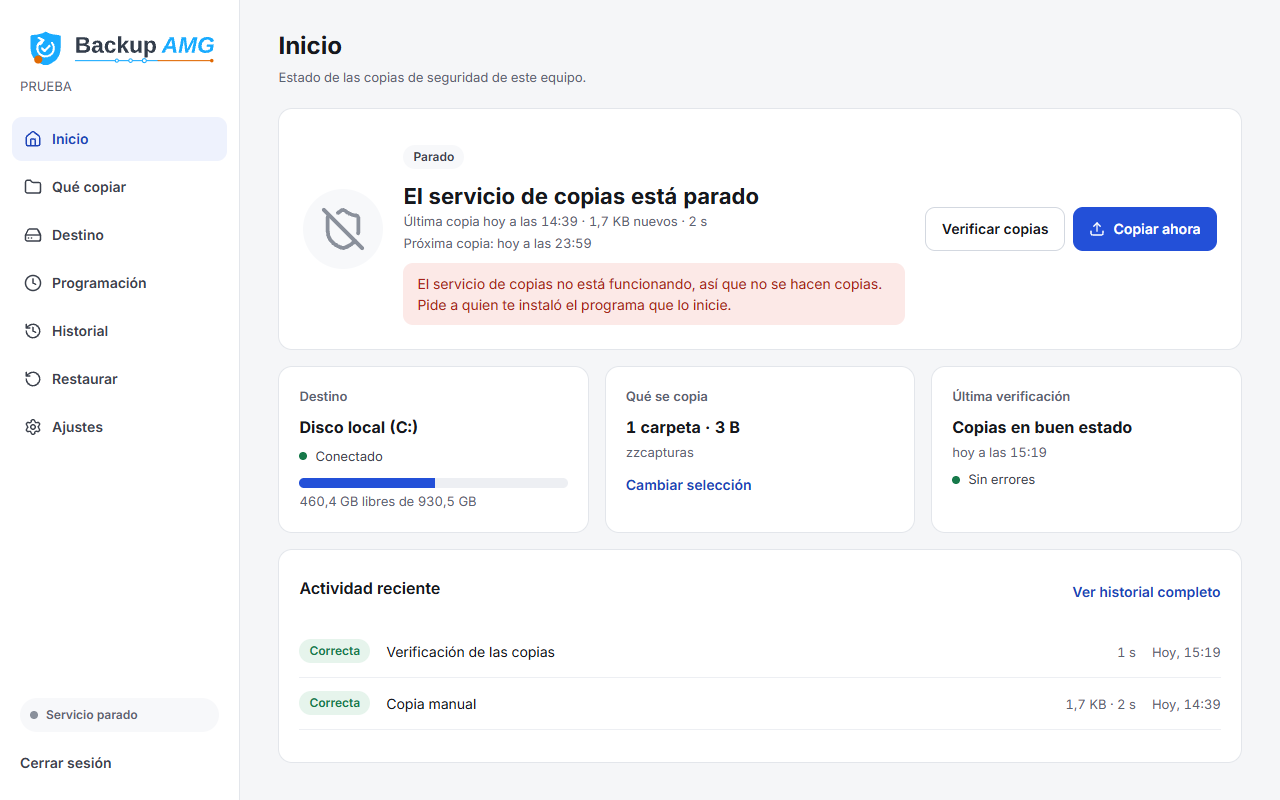 Backup AMG
PRUEBA
Inicio
Qué copiar
Destino
Programación
Historial
Restaurar
Ajustes
Servicio parado
Cerrar sesión
Inicio
Estado de las copias de seguridad de este equipo.
Parado
El servicio de copias está parado
Última copia hoy a las 14:39 · 1,7 KB nuevos · 2 s
Próxima copia: hoy a las 23:59
El servicio de copias no está funcionando, así que no se hacen copias.
Pide a quien te instaló el programa que lo inicie.
Verificar copias
Copiar ahora
Destino
Disco local (C:)
Conectado
460,4 GB libres de 930,5 GB
Qué se copia
1 carpeta · 3 B
zzcapturas
Cambiar selección
Última verificación
Copias en buen estado
hoy a las 15:19
Sin errores
Actividad reciente
Ver historial completo
Correcta Verificación de las copias 1 s Hoy, 15:19
Correcta Copia manual 1,7 KB · 2 s Hoy, 14:39